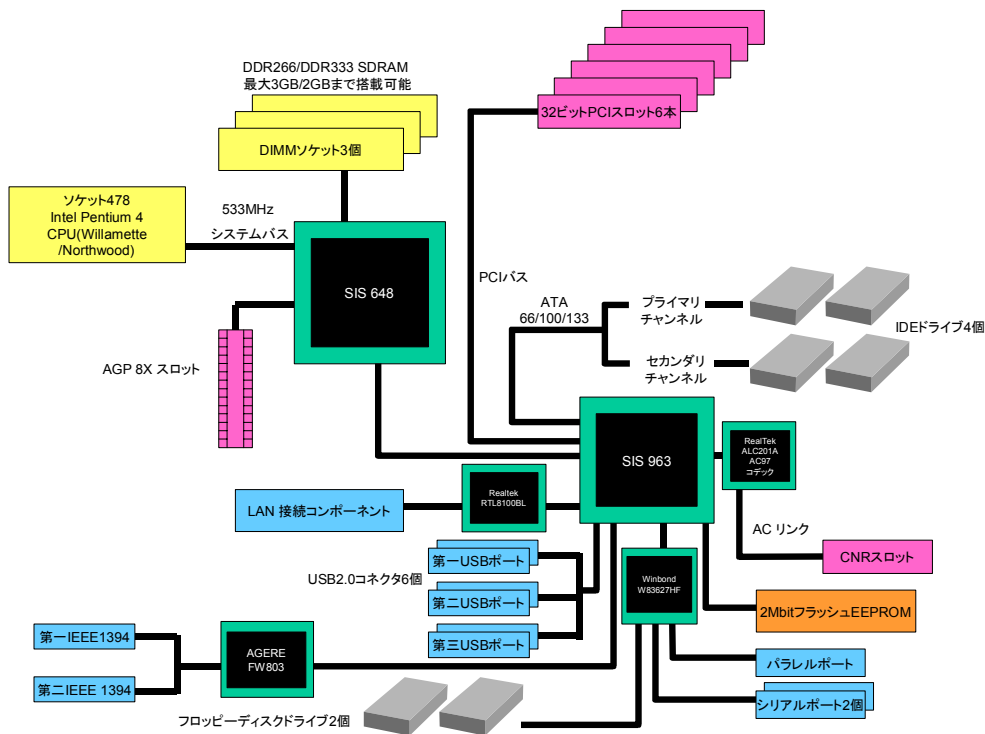 DDR266/DDR333 SDRAM
最大3GB/2GBまで搭載可能
DIMMソケット3個
32ビットPCIスロット6本
ソケット478
Intel Pentium 4
CPU(Willamette
/Northwood)
533MHz
システムバス
SIS 648
PCIバス
ATA
66/100/133
プライマリ
チャンネル
セカンダリ
チャンネル
IDEドライブ4個
AGP 8X スロット
SIS 963
RealTek
ALC201A
AC97
コデック
Realtek
RTL8100BL
LAN 接続コンポーネント
AC リンク
CNRスロット
USB2.0コネクタ6個
第一USBポート
第二USBポート
第三USBポート
Winbond
W83627HF
2MbitフラッシュEEPROM
第一IEEE1394
第二IEEE 1394
AGERE
FW803
パラレルポート
シリアルポート2個
フロッピーディスクドライブ2個